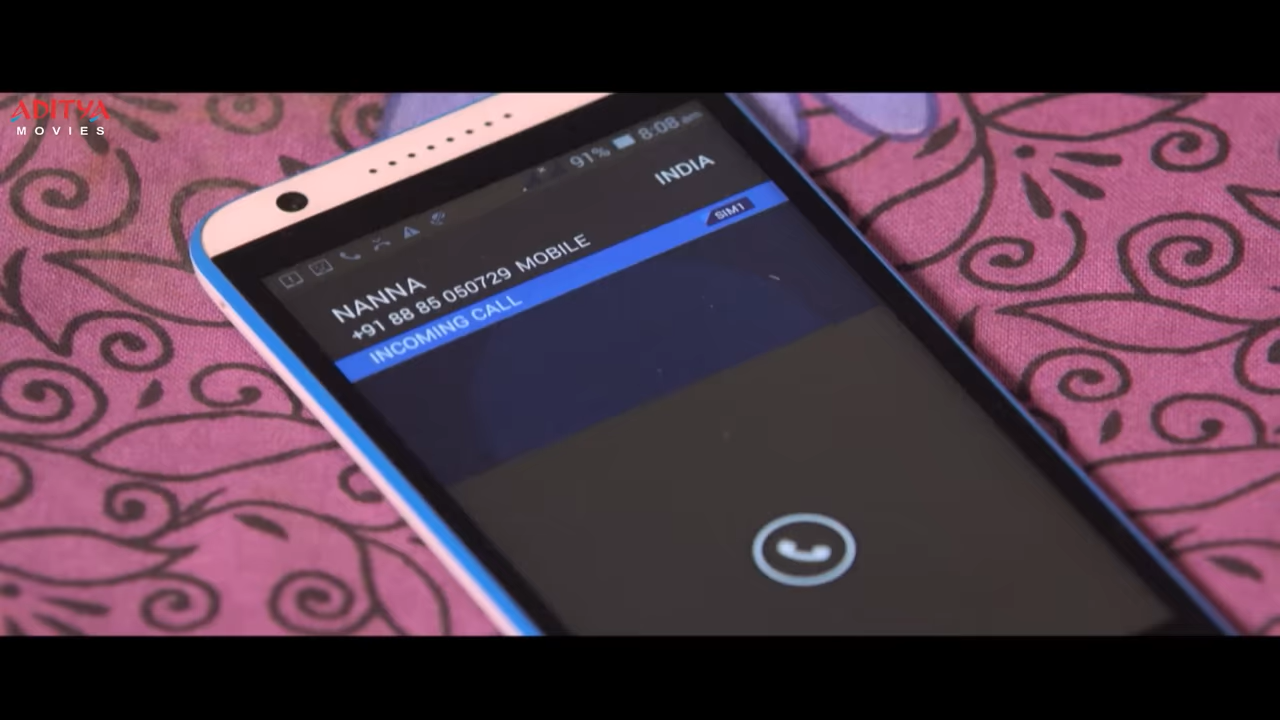 ADITYA
MOVIES
91% 8:08
INDIA
NANNA
+91 88 85 050729 MOBILE
SIM1
INCOMING CALL